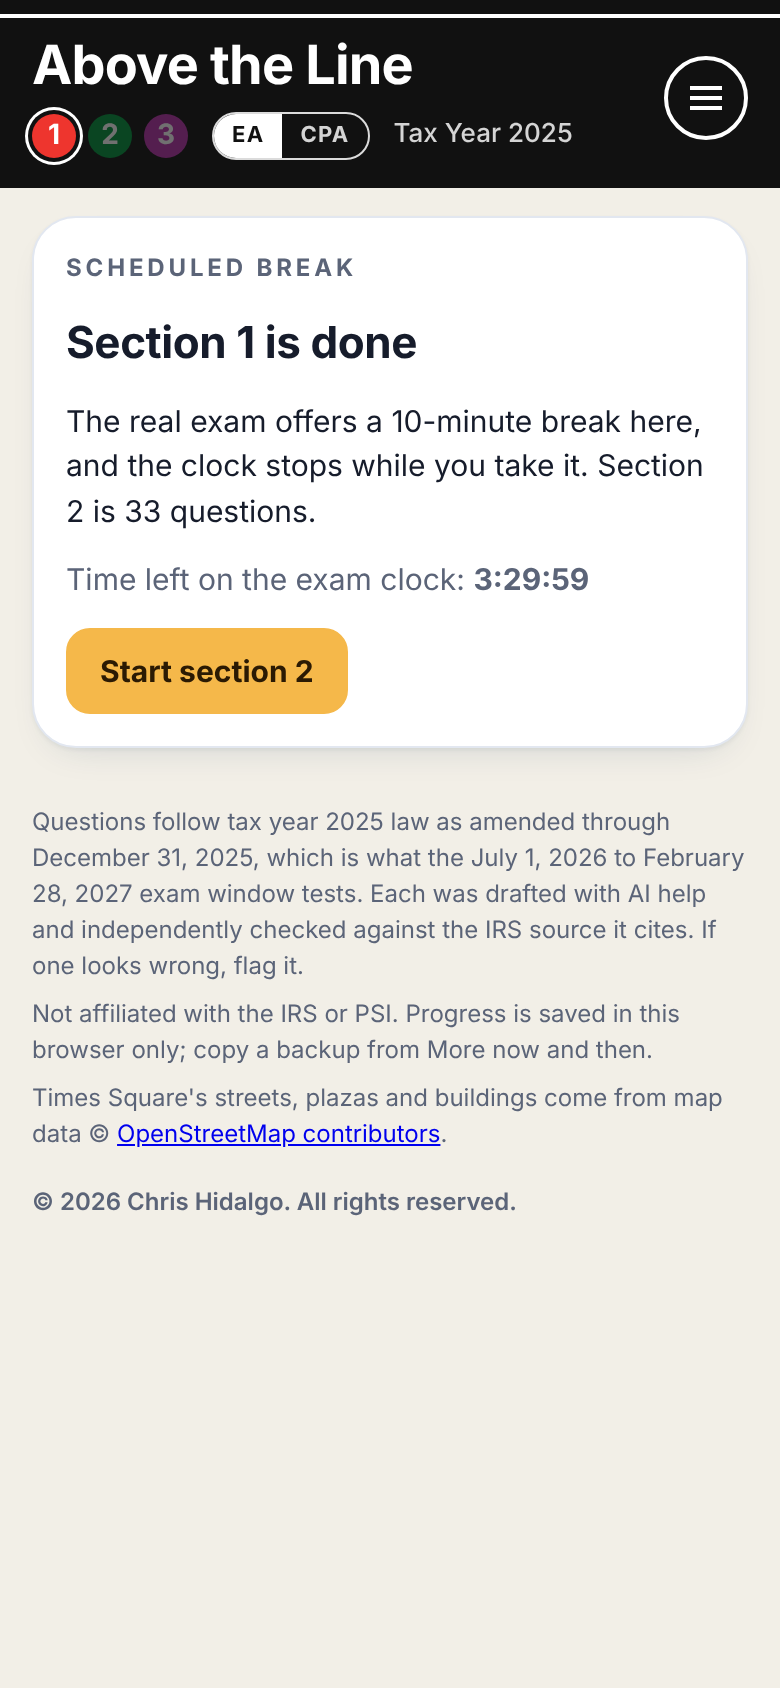 Above the Line
1 2 3 EA CPA Tax Year 2025
SCHEDULED BREAK
Section 1 is done
The real exam offers a 10-minute break here,
and the clock stops while you take it. Section
2 is 33 questions.
Time left on the exam clock: 3:29:59
Start section 2
Questions follow tax year 2025 law as amended through
December 31, 2025, which is what the July 1, 2026 to February
28, 2027 exam window tests. Each was drafted with AI help
and independently checked against the IRS source it cites. If
one looks wrong, flag it.
Not affiliated with the IRS or PSI. Progress is saved in this
browser only; copy a backup from More now and then.
Times Square's streets, plazas and buildings come from map
data © OpenStreetMap contributors.
© 2026 Chris Hidalgo. All rights reserved.